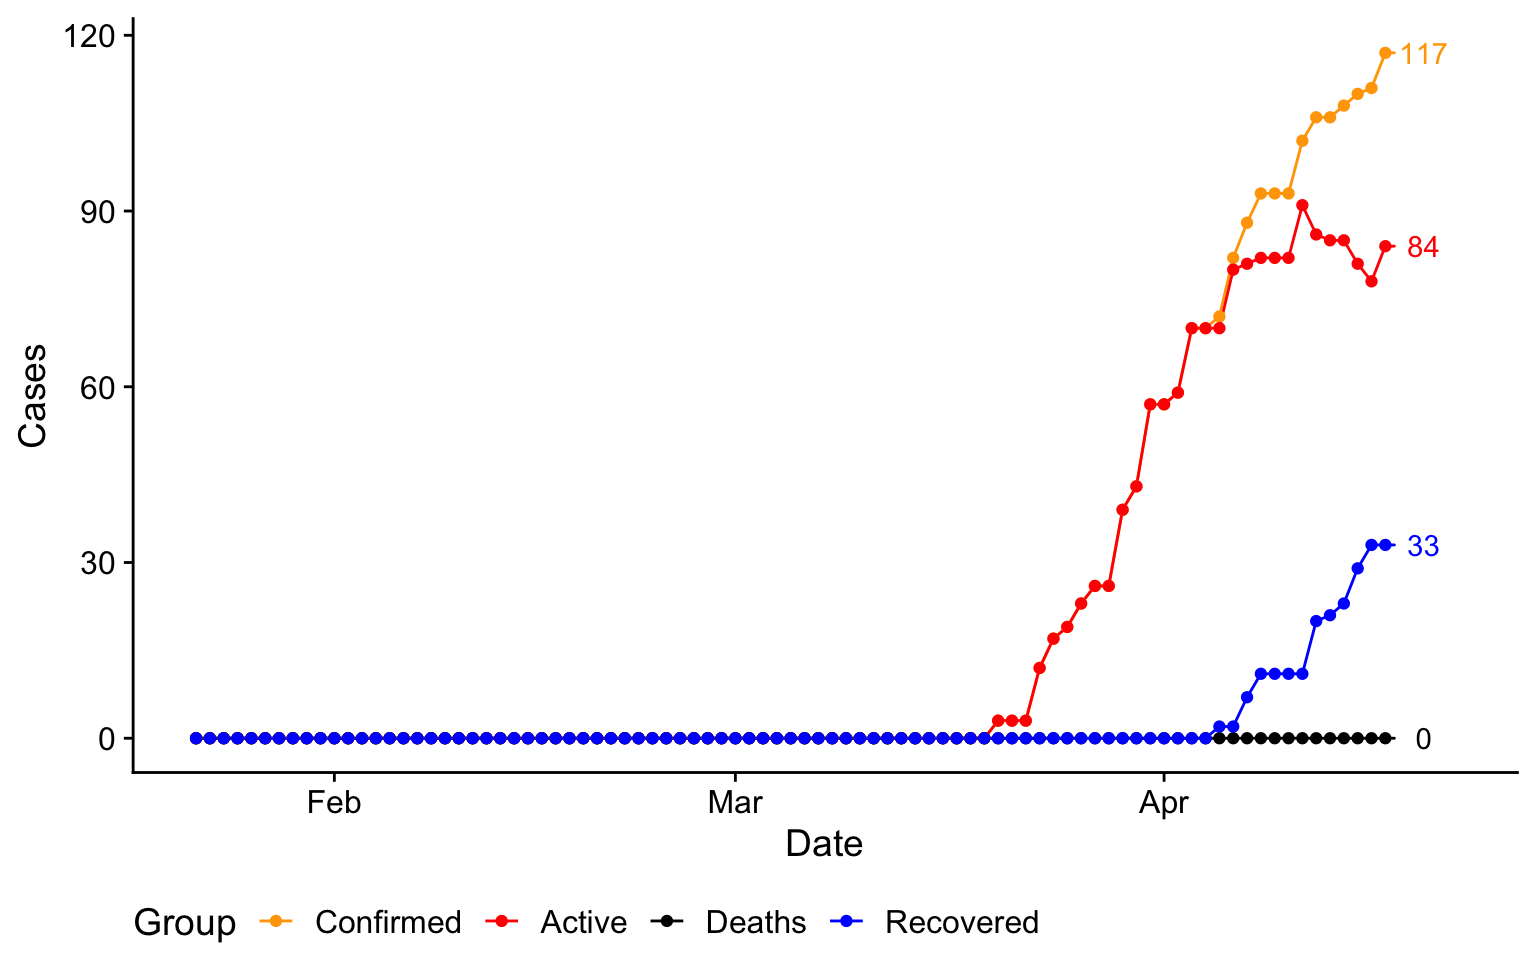 120
117
90
84
60
Cases
33
30
0
0
Feb Mar Apr
Date
Group Confirmed Active Deaths Recovered